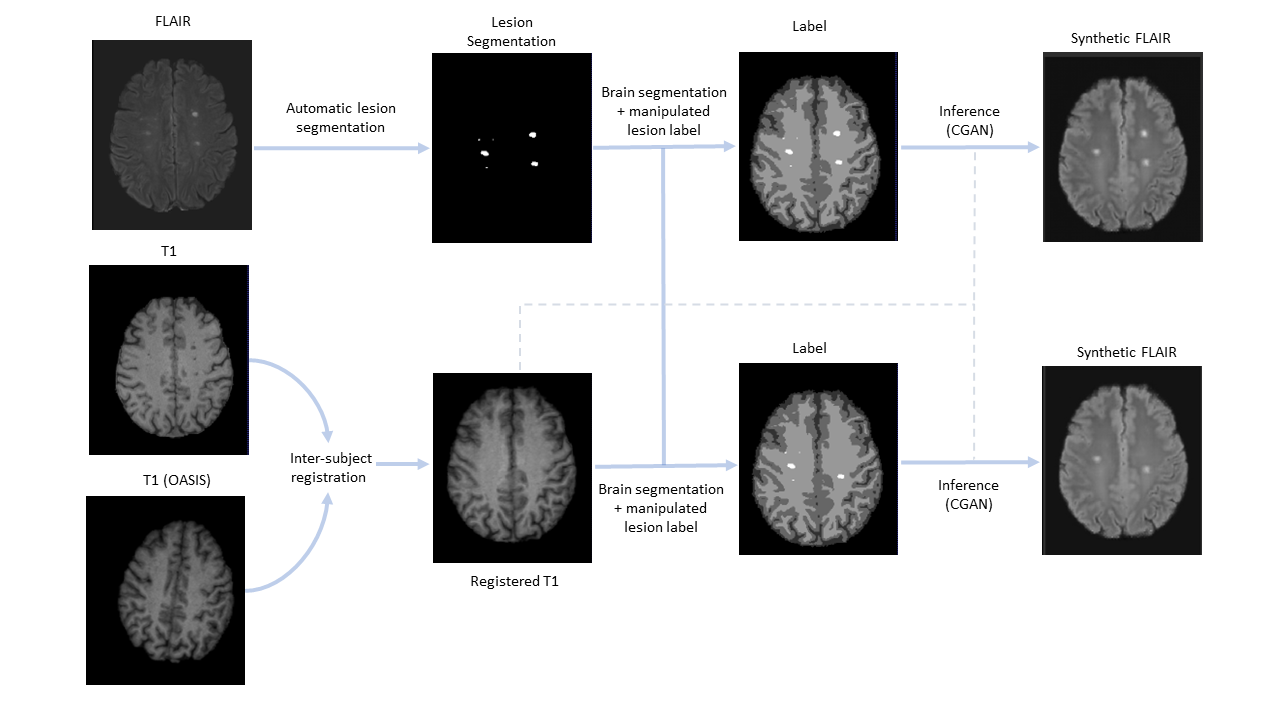 FLAIR
Lesion
Segmentation
Label
Synthetic FLAIR
Automatic lesion
segmentation
Brain segmentation
+ manipulated
lesion label
Inference
(CGAN)
T1
T1 (OASIS)
Inter-subject
registration
Registered T1
Brain segmentation
+ manipulated
lesion label
Label
Inference
(CGAN)
Synthetic FLAIR